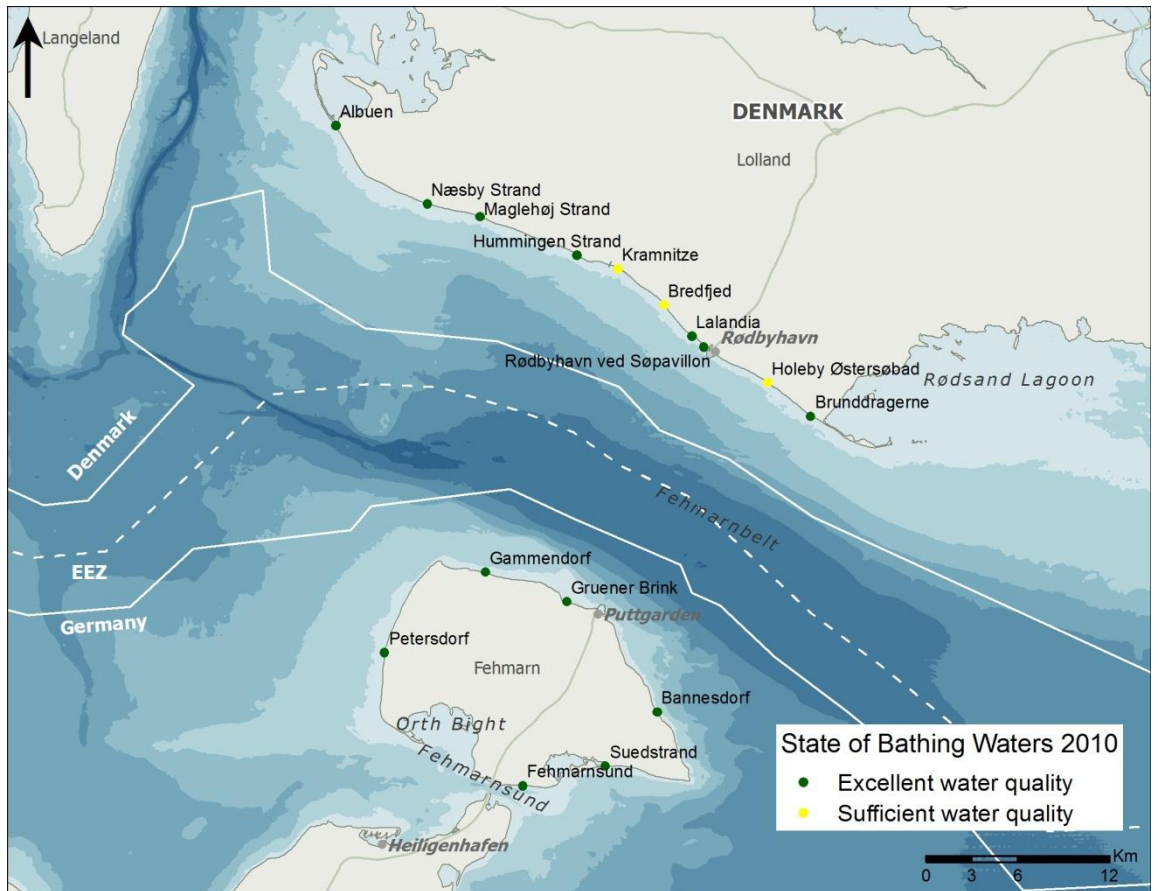 Langeland
Albuen
DENMARK
Lolland
Næsby Strand
Maglehøj Strand
Hummingen Strand
Kramnitze
Bredfjed
Lalandia
Rødbyhavn
Rødbyhavn ved Søpavillon
Holeby Østersøbad
Rødsand Lagoon
Brunddragerne
Denmark
Fehmarnbelt
EEZ
Germany
Gammendorf
Gruener Brink
Puttgarden
Petersdorf
Fehmarn
Bannesdorf
Orth Bight
Suedstrand
Fehmarnsund
Fehmarnsund
Heiligenhafen
State of Bathing Waters 2010
Excellent water quality
Sufficient water quality
Km
0 3 6 12